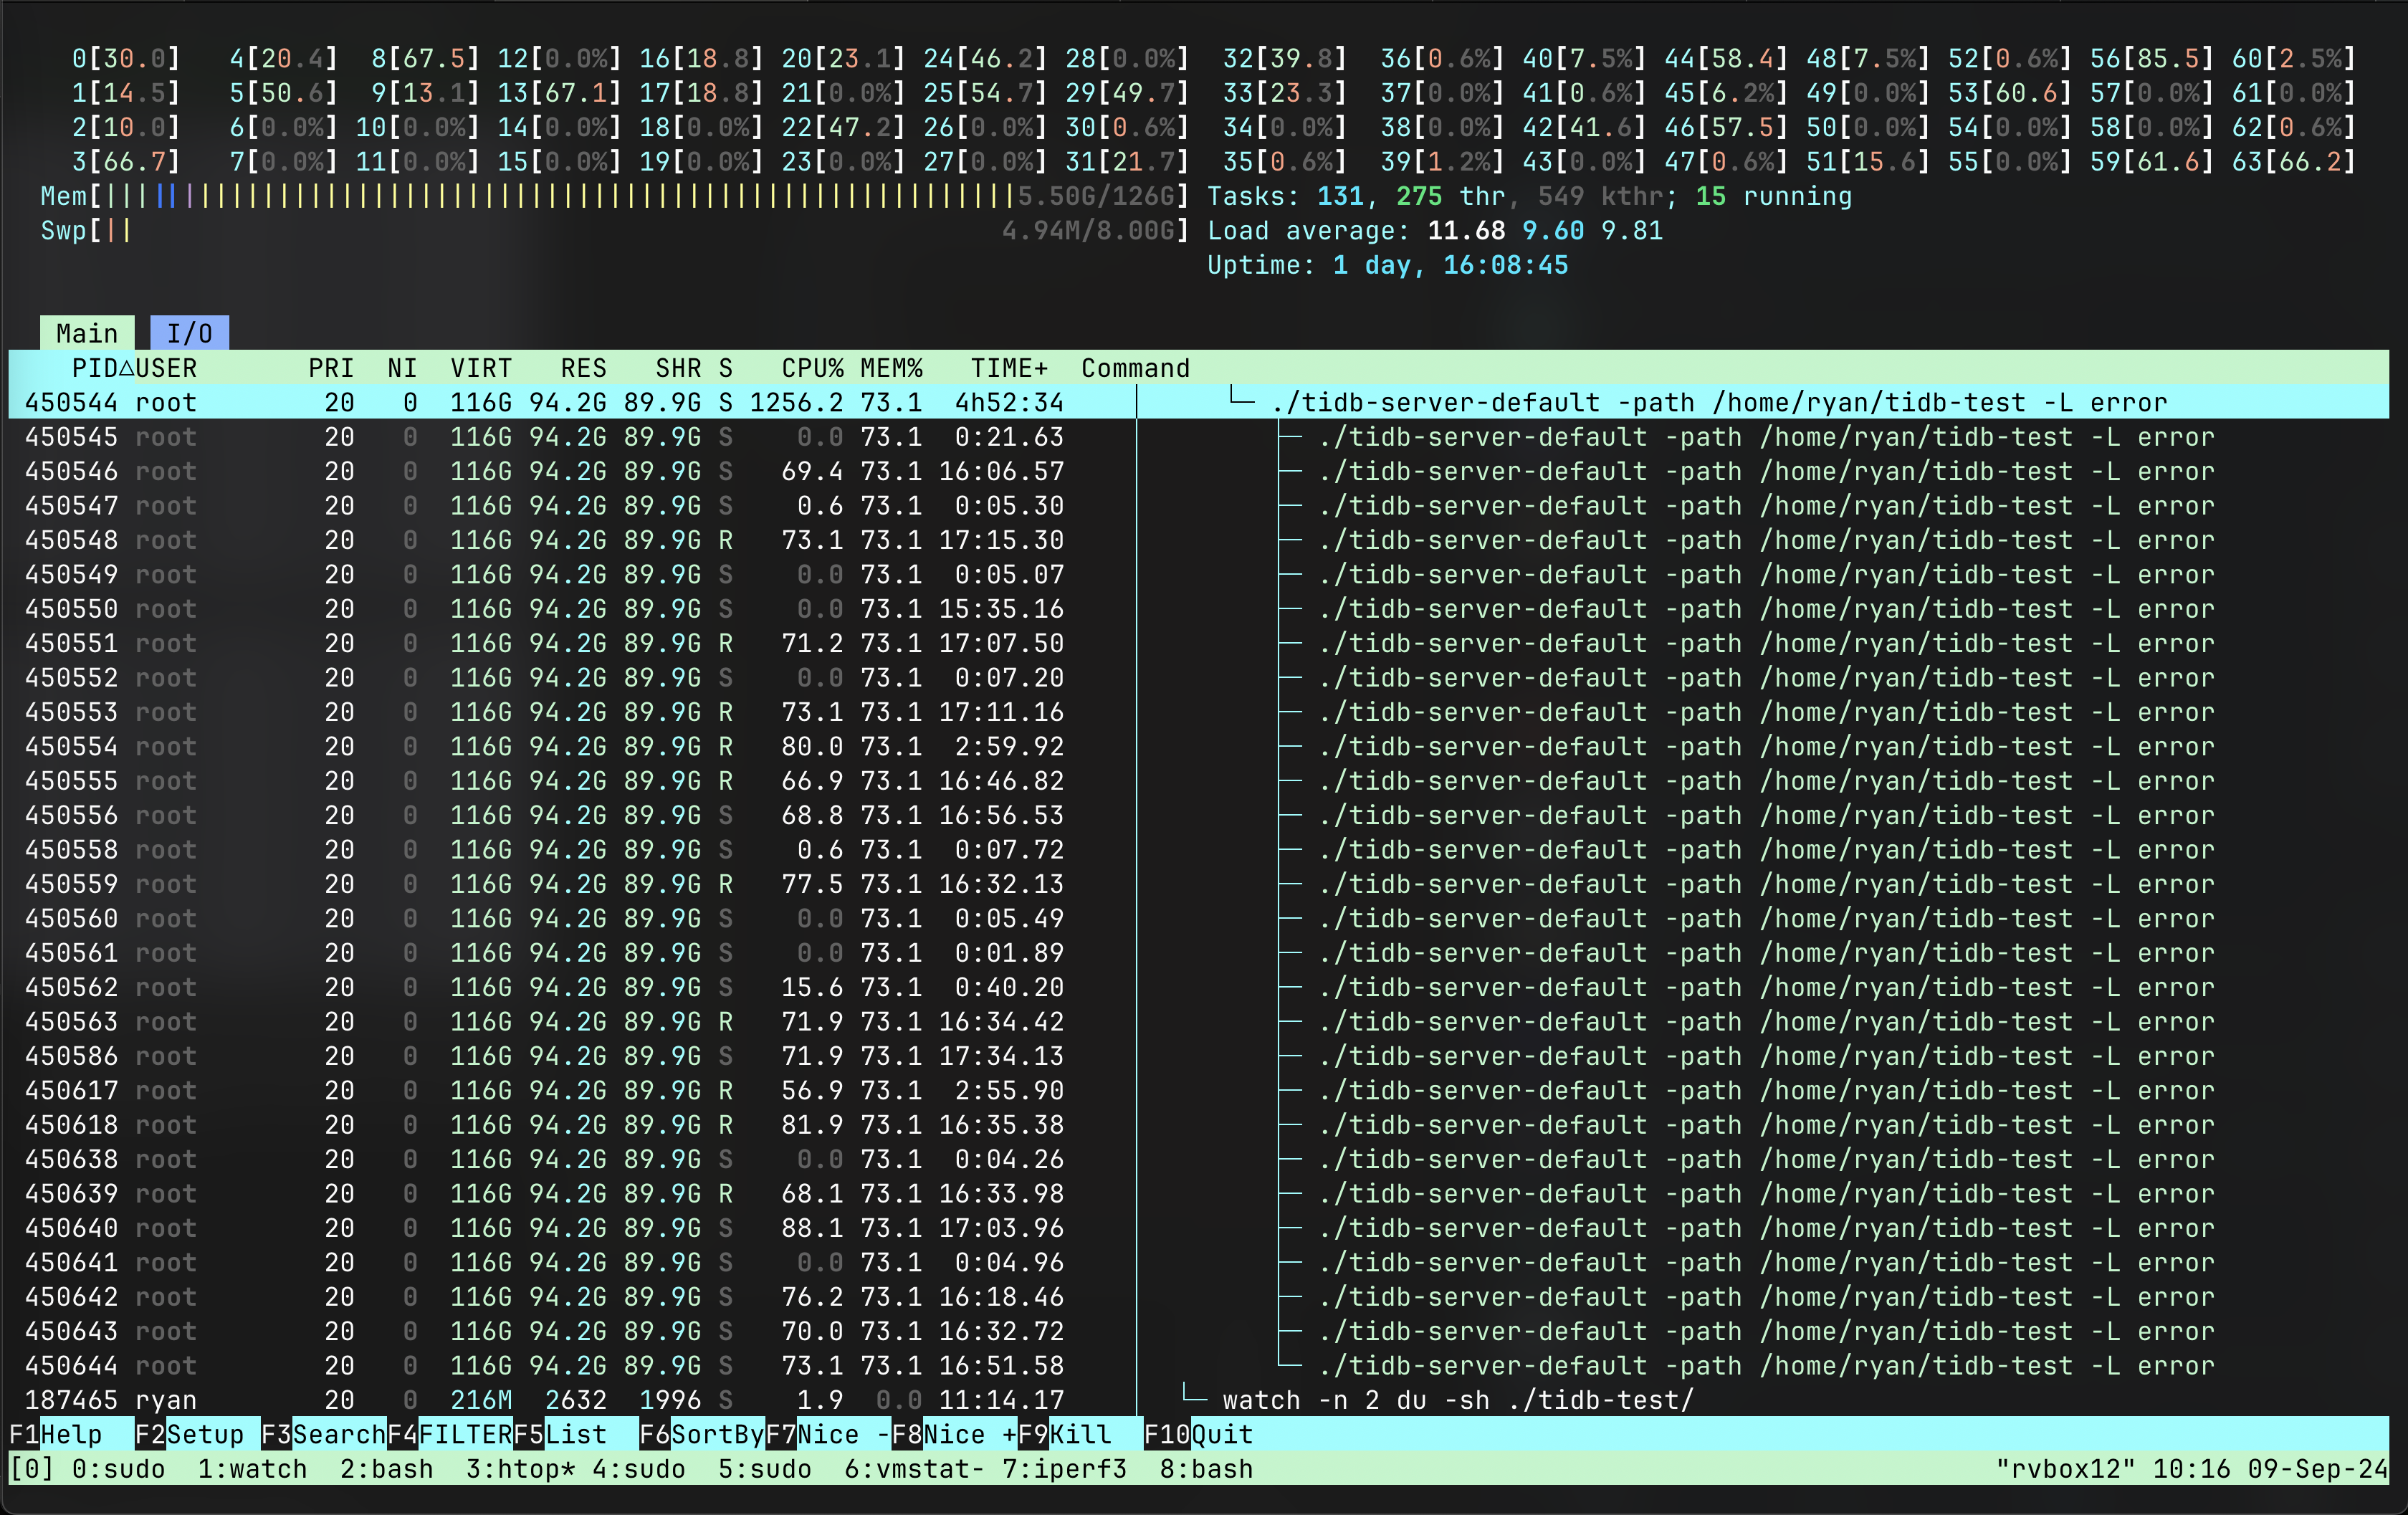 0[30.0] 4[20.4] 8[67.5] 12[0.0%] 16[18.8] 20[23.1] 24[46.2] 28[0.0%] 32[39.8] 36[0.6%] 40[7.5%] 44[58.4] 48[7.5%] 52[0.6%] 56[85.5] 60[2.5%]
1[14.5] 5[50.6] 9[13.1] 13[67.1] 17[18.8] 21[0.0%] 25[54.7] 29[49.7] 33[23.3] 37[0.0%] 41[0.6%] 45[6.2%] 49[0.0%] 53[60.6] 57[0.0%] 61[0.0%]
2[10.0] 6[0.0%] 10[0.0%] 14[0.0%] 18[0.0%] 22[47.2] 26[0.0%] 30[0.6%] 34[0.0%] 38[0.0%] 42[41.6] 46[57.5] 50[0.0%] 54[0.0%] 58[0.0%] 62[0.6%]
3[66.7] 7[0.0%] 11[0.0%] 15[0.0%] 19[0.0%] 23[0.0%] 27[0.0%] 31[21.7] 35[0.6%] 39[1.2%] 43[0.0%] 47[0.6%] 51[15.6] 55[0.0%] 59[61.6] 63[66.2]
Mem[||||||||||||||||||||||||||||||||||||||||||||||||||||||||||5.50G/126G] Tasks: 131, 275 thr, 549 kthr; 15 running
Swp[|| 4.94M/8.00G] Load average: 11.68 9.60 9.81
Uptime: 1 day, 16:08:45
Main I/O
PID△USER PRI NI VIRT RES SHR S CPU% MEM% TIME+ Command
450544 root 20 0 116G 94.2G 89.9G S 1256.2 73.1 4h52:34 │ └─ ./tidb-server-default -path /home/ryan/tidb-test -L error
450545 root 20 0 116G 94.2G 89.9G S 0.0 73.1 0:21.63 │ ├─ ./tidb-server-default -path /home/ryan/tidb-test -L error
450546 root 20 0 116G 94.2G 89.9G S 69.4 73.1 16:06.57 │ ├─ ./tidb-server-default -path /home/ryan/tidb-test -L error
450547 root 20 0 116G 94.2G 89.9G S 0.6 73.1 0:05.30 │ ├─ ./tidb-server-default -path /home/ryan/tidb-test -L error
450548 root 20 0 116G 94.2G 89.9G R 73.1 73.1 17:15.30 │ ├─ ./tidb-server-default -path /home/ryan/tidb-test -L error
450549 root 20 0 116G 94.2G 89.9G S 0.0 73.1 0:05.07 │ ├─ ./tidb-server-default -path /home/ryan/tidb-test -L error
450550 root 20 0 116G 94.2G 89.9G S 0.0 73.1 15:35.16 │ ├─ ./tidb-server-default -path /home/ryan/tidb-test -L error
450551 root 20 0 116G 94.2G 89.9G R 71.2 73.1 17:07.50 │ ├─ ./tidb-server-default -path /home/ryan/tidb-test -L error
450552 root 20 0 116G 94.2G 89.9G S 0.0 73.1 0:07.20 │ ├─ ./tidb-server-default -path /home/ryan/tidb-test -L error
450553 root 20 0 116G 94.2G 89.9G R 73.1 73.1 17:11.16 │ ├─ ./tidb-server-default -path /home/ryan/tidb-test -L error
450554 root 20 0 116G 94.2G 89.9G R 80.0 73.1 2:59.92 │ ├─ ./tidb-server-default -path /home/ryan/tidb-test -L error
450555 root 20 0 116G 94.2G 89.9G R 66.9 73.1 16:46.82 │ ├─ ./tidb-server-default -path /home/ryan/tidb-test -L error
450556 root 20 0 116G 94.2G 89.9G S 68.8 73.1 16:56.53 │ ├─ ./tidb-server-default -path /home/ryan/tidb-test -L error
450558 root 20 0 116G 94.2G 89.9G S 0.6 73.1 0:07.72 │ ├─ ./tidb-server-default -path /home/ryan/tidb-test -L error
450559 root 20 0 116G 94.2G 89.9G R 77.5 73.1 16:32.13 │ ├─ ./tidb-server-default -path /home/ryan/tidb-test -L error
450560 root 20 0 116G 94.2G 89.9G S 0.0 73.1 0:05.49 │ ├─ ./tidb-server-default -path /home/ryan/tidb-test -L error
450561 root 20 0 116G 94.2G 89.9G S 0.0 73.1 0:01.89 │ ├─ ./tidb-server-default -path /home/ryan/tidb-test -L error
450562 root 20 0 116G 94.2G 89.9G S 15.6 73.1 0:40.20 │ ├─ ./tidb-server-default -path /home/ryan/tidb-test -L error
450563 root 20 0 116G 94.2G 89.9G R 71.9 73.1 16:34.42 │ ├─ ./tidb-server-default -path /home/ryan/tidb-test -L error
450586 root 20 0 116G 94.2G 89.9G S 71.9 73.1 17:34.13 │ ├─ ./tidb-server-default -path /home/ryan/tidb-test -L error
450617 root 20 0 116G 94.2G 89.9G R 56.9 73.1 2:55.90 │ ├─ ./tidb-server-default -path /home/ryan/tidb-test -L error
450618 root 20 0 116G 94.2G 89.9G R 81.9 73.1 16:35.38 │ ├─ ./tidb-server-default -path /home/ryan/tidb-test -L error
450638 root 20 0 116G 94.2G 89.9G S 0.0 73.1 0:04.26 │ ├─ ./tidb-server-default -path /home/ryan/tidb-test -L error
450639 root 20 0 116G 94.2G 89.9G R 68.1 73.1 16:33.98 │ ├─ ./tidb-server-default -path /home/ryan/tidb-test -L error
450640 root 20 0 116G 94.2G 89.9G S 88.1 73.1 17:03.96 │ ├─ ./tidb-server-default -path /home/ryan/tidb-test -L error
450641 root 20 0 116G 94.2G 89.9G S 0.0 73.1 0:04.96 │ ├─ ./tidb-server-default -path /home/ryan/tidb-test -L error
450642 root 20 0 116G 94.2G 89.9G S 76.2 73.1 16:18.46 │ ├─ ./tidb-server-default -path /home/ryan/tidb-test -L error
450643 root 20 0 116G 94.2G 89.9G S 70.0 73.1 16:32.72 │ ├─ ./tidb-server-default -path /home/ryan/tidb-test -L error
450644 root 20 0 116G 94.2G 89.9G S 73.1 73.1 16:51.58 │ └─ ./tidb-server-default -path /home/ryan/tidb-test -L error
187465 ryan 20 0 216M 2632 1996 S 1.9 0.0 11:14.17 │ └─ watch -n 2 du -sh ./tidb-test/
F1Help F2Setup F3SearchF4FILTERF5List F6SortByF7Nice -F8Nice +F9Kill F10Quit
[0] 0:sudo 1:watch 2:bash 3:htop* 4:sudo 5:sudo 6:vmstat- 7:iperf3 8:bash "rvbox12" 10:16 09-Sep-24